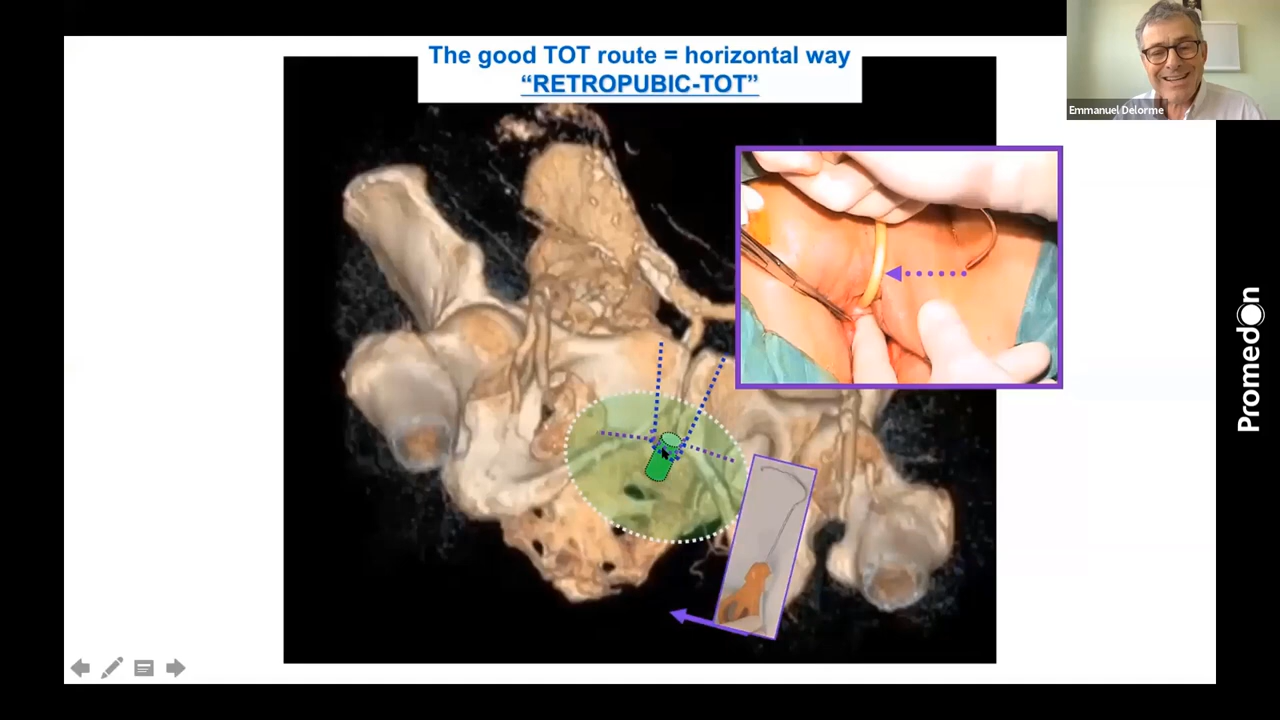 The good TOT route = horizontal way
“RETROPUBIC-TOT”
Emmanuel Delorme
Promedon